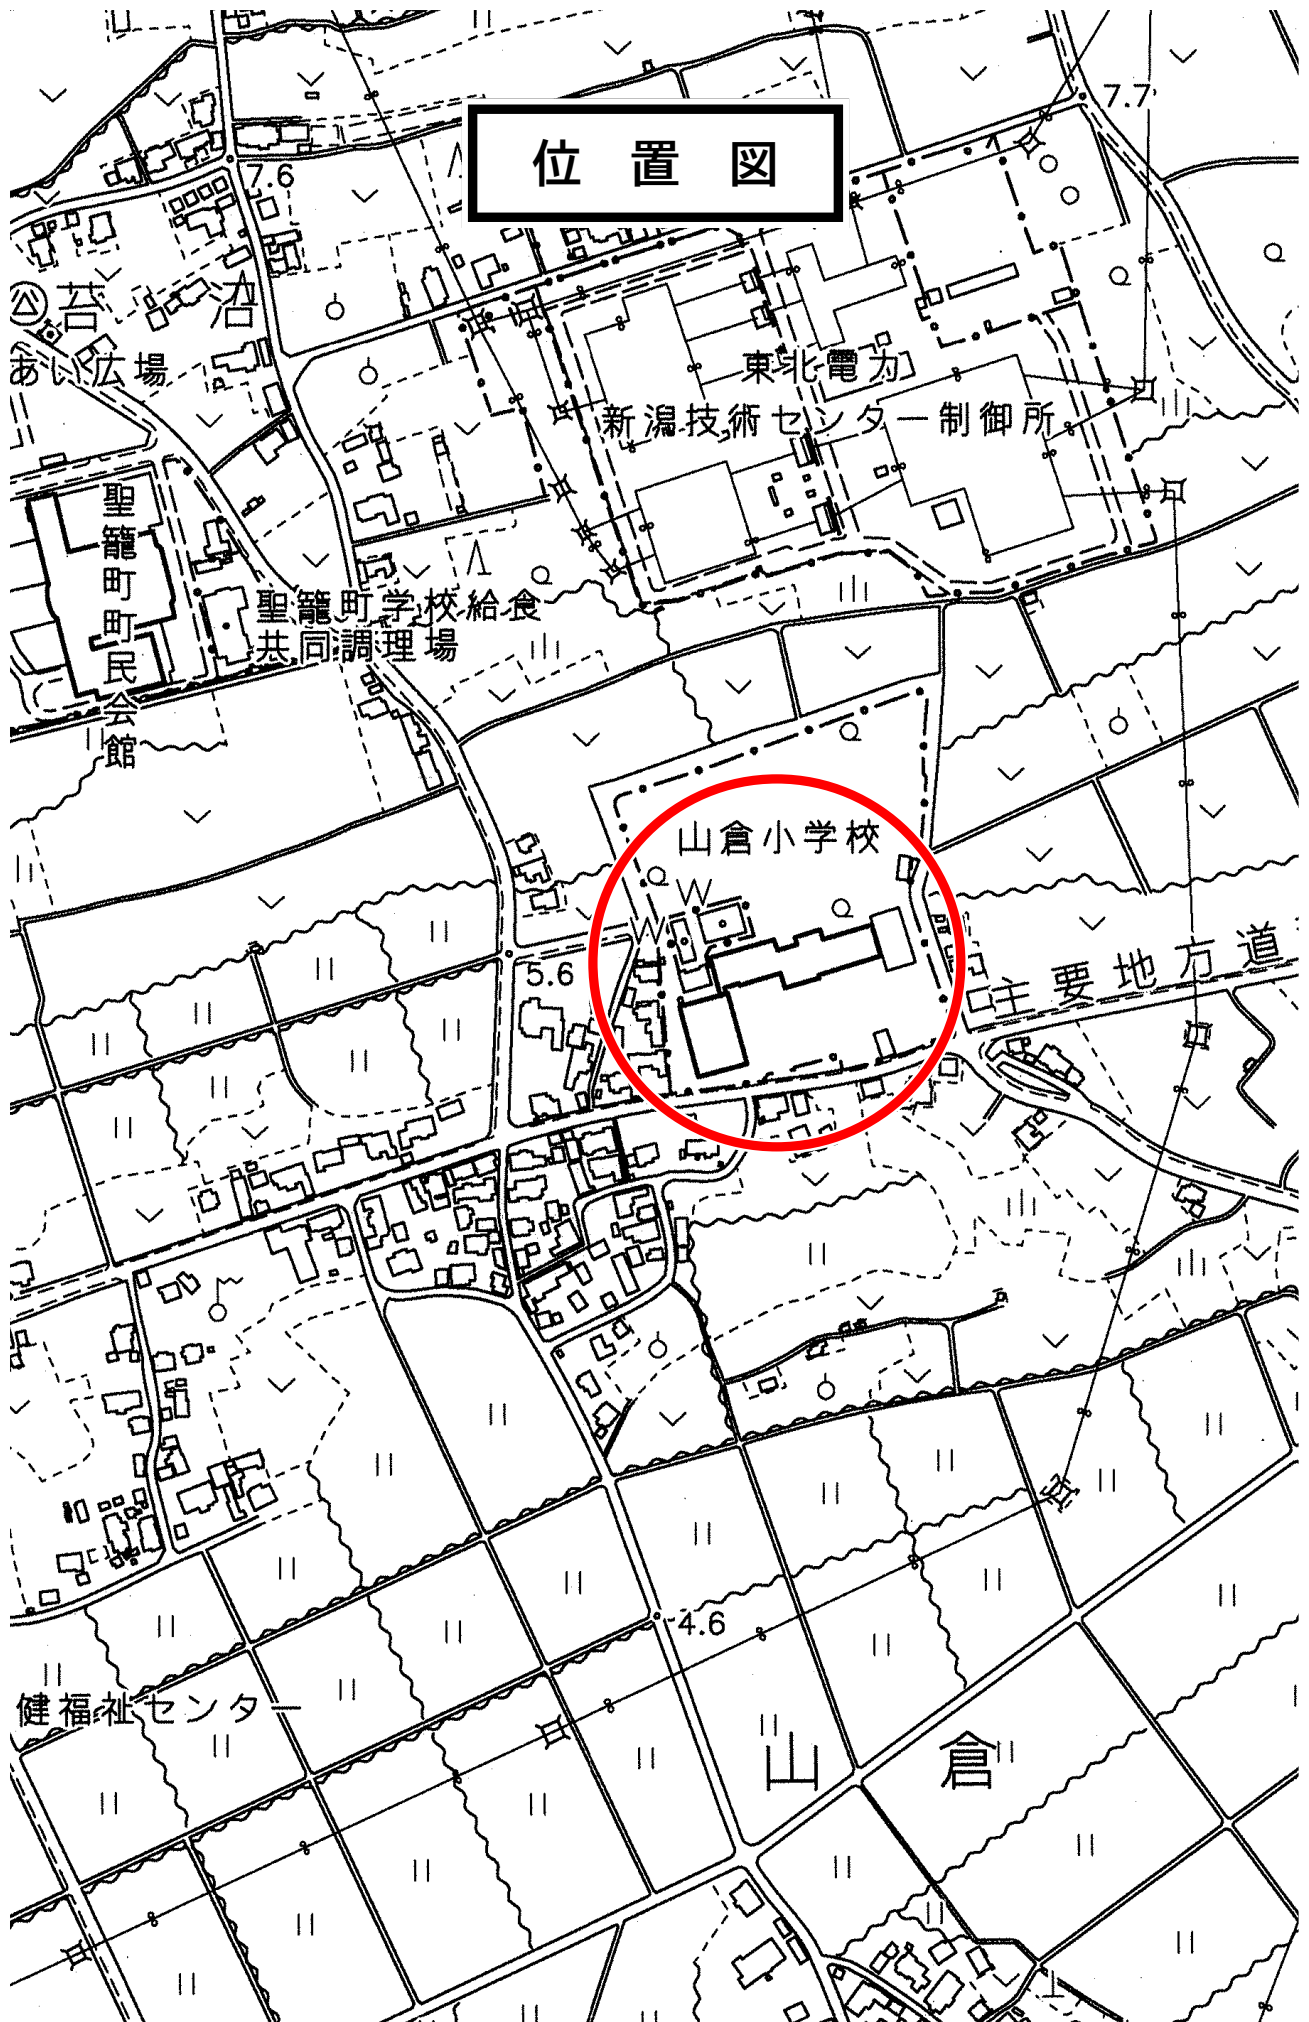 7.7
位置図
7.6
苔沼
あい広場
東北電力
新潟技術センター制御所
聖籠町町民会館
聖籠町学校給食
共同調理場
山倉小学校
主要地方道
5.6
4.6
健福祉センター
山倉